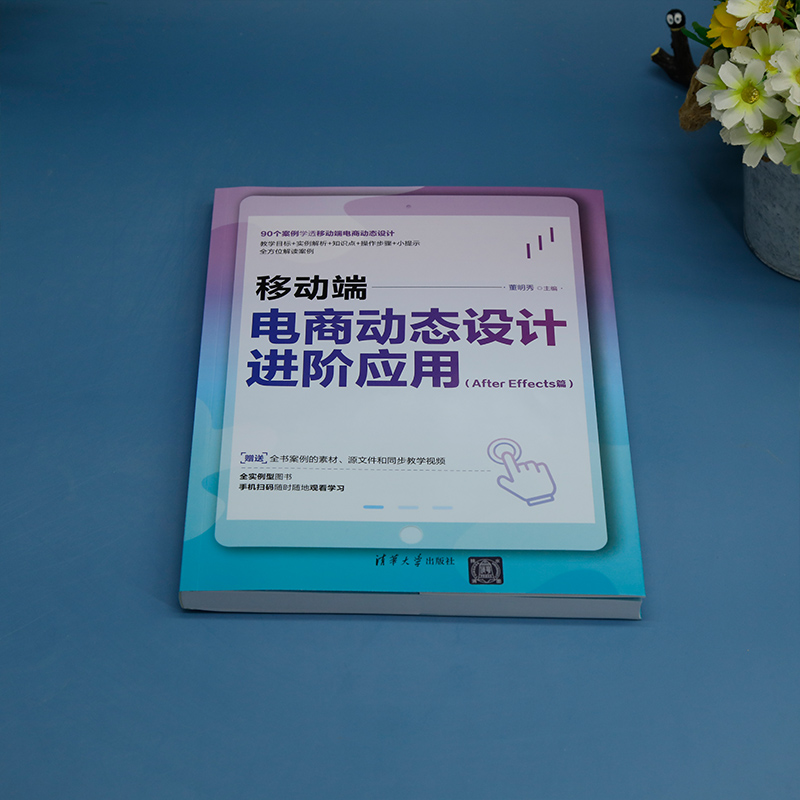 90个案例学透移动端电商动态设计
教学目标+实例解析+知识点+操作步骤+小提示
全方位解读案例
移动端
董明秀 ◇主编
电商动态设计
进阶应用(After Effects篇)
赠送 全书案例的素材、源文件和同步教学视频
全实例型图书
手机扫码随时随地观看学习
清华大学出版社